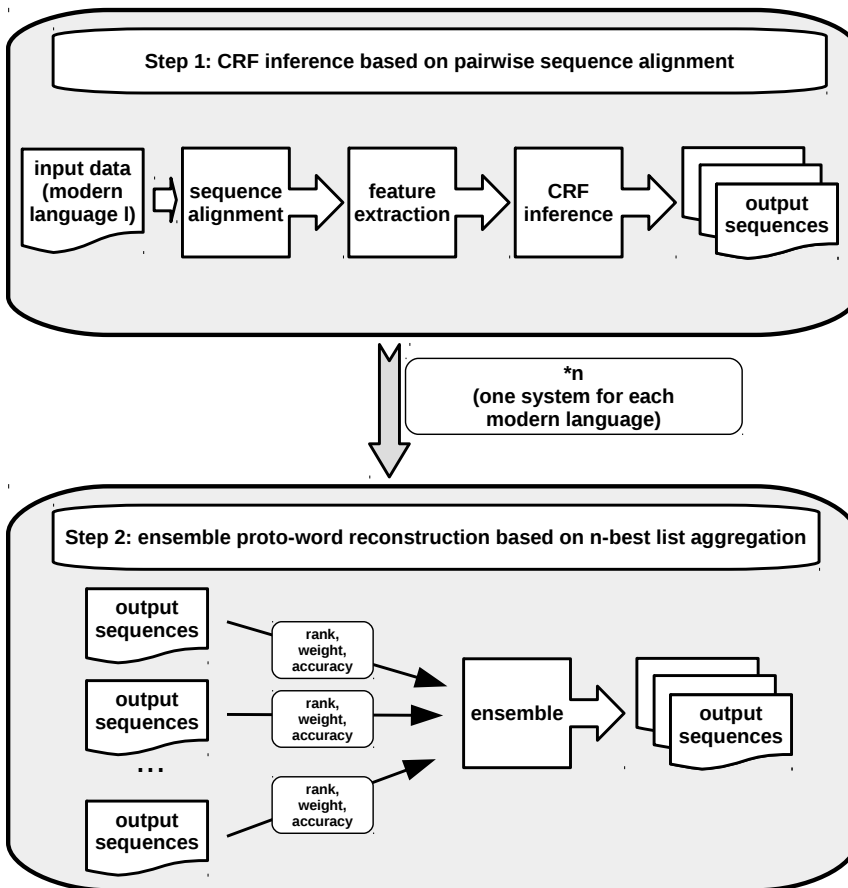 Step 1: CRF inference based on pairwise sequence alignment
input data
(modern
language l)
sequence
alignment
feature
extraction
CRF
inference
output
sequences
*n
(one system for each
modern language)
Step 2: ensemble proto-word reconstruction based on n-best list aggregation
output
sequences
rank,
weight,
accuracy
output
sequences
rank,
weight,
accuracy
...
output
sequences
rank,
weight,
accuracy
ensemble
output
sequences